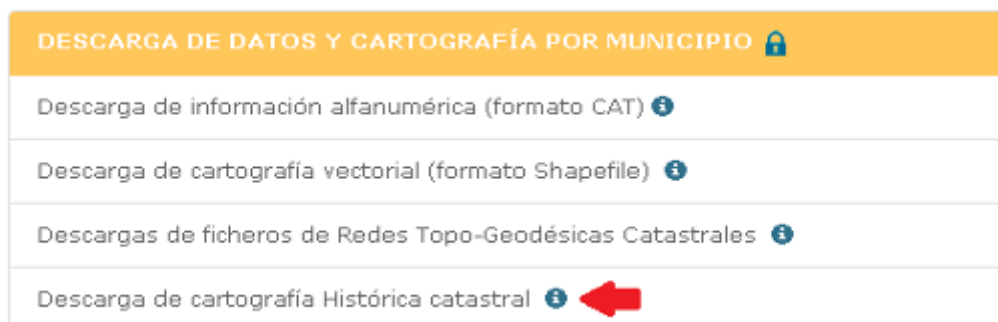 DESCARGA DE DATOS Y CARTOGRAFÍA POR MUNICIPIO
Descarga de información alfanumérica (formato CAT)
Descarga de cartografía vectorial (formato Shapefile)
Descargas de ficheros de Redes Topo-Geodésicas Catastrales
Descarga de cartografía Histórica catastral